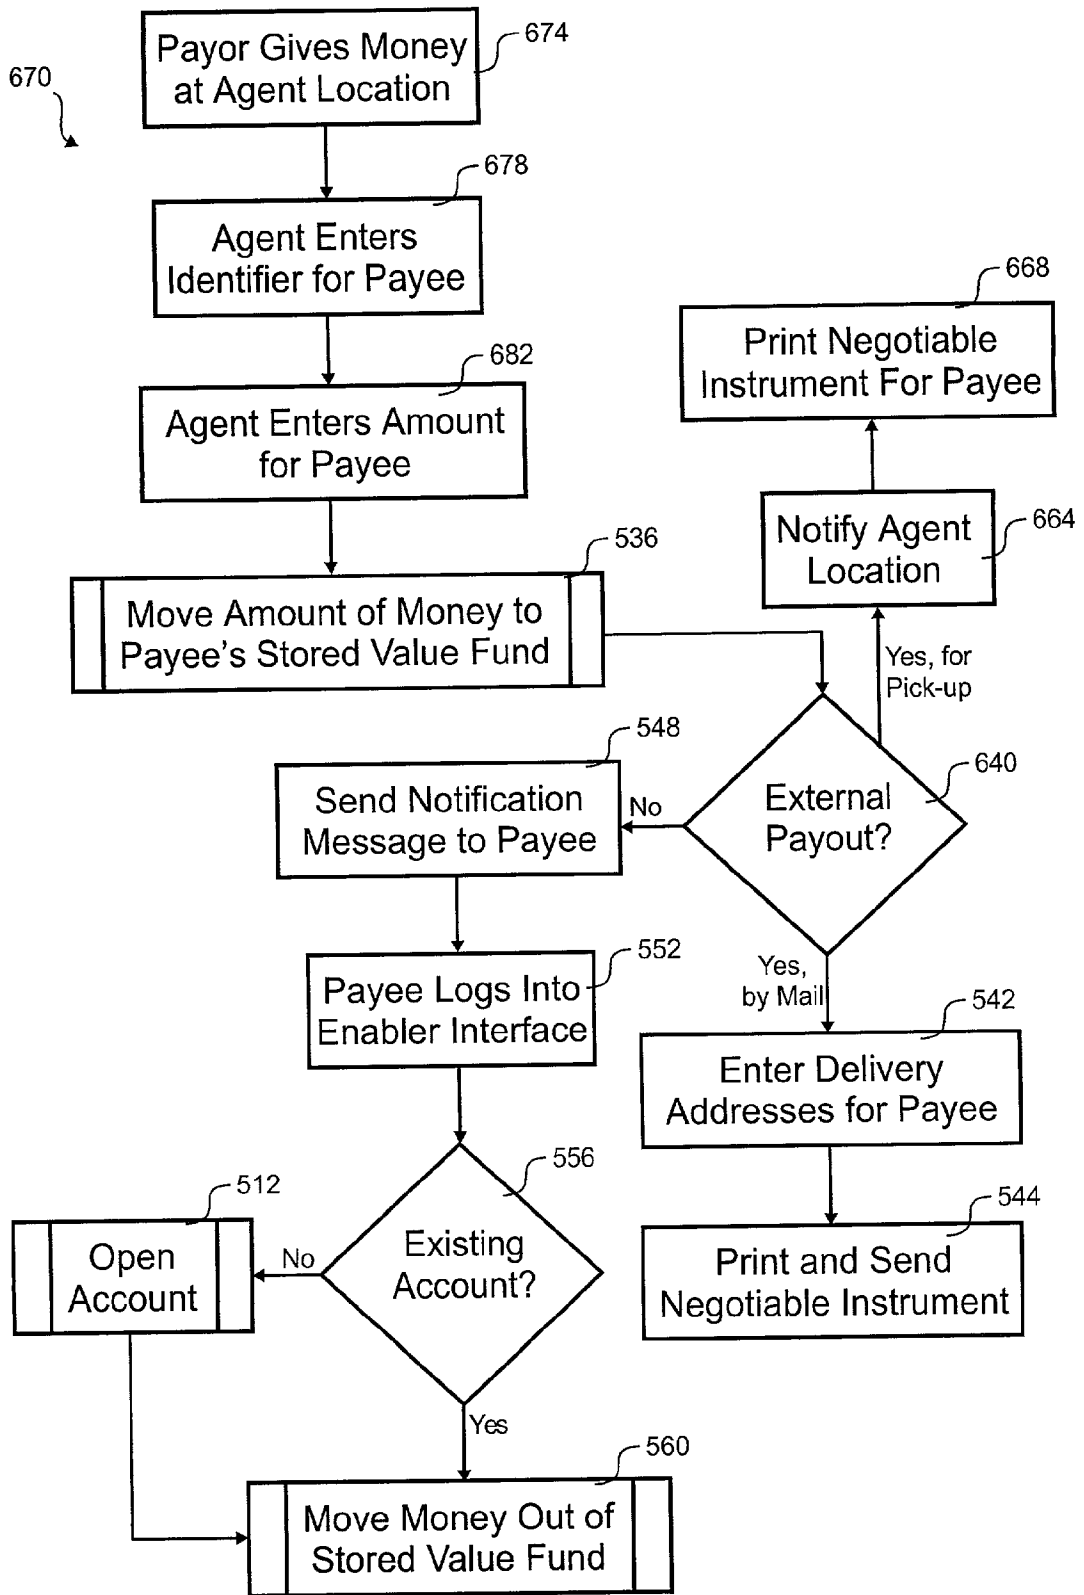 Payor Gives Money
at Agent Location
674
670
678
Agent Enters
Identifier for Payee
668
Print Negotiable
Instrument For Payee
682
Agent Enters Amount
for Payee
664
Notify Agent
Location
536
Move Amount of Money to
Payee's Stored Value Fund
Yes, for
Pick-up
548
Send Notification
Message to Payee
No
640
External
Payout?
552
Payee Logs Into
Enabler Interface
Yes,
by Mail
542
Enter Delivery
Addresses for Payee
556
Existing
Account?
512
Open
Account
No
544
Print and Send
Negotiable Instrument
Yes
560
Move Money Out of
Stored Value Fund